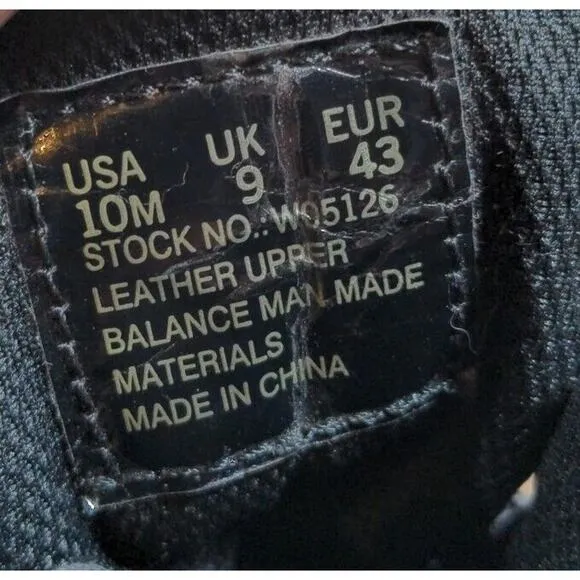 USA UK EUR
10M 9 43
STOCK NO.: W05126
LEATHER UPPER
BALANCE MAN MADE
MATERIALS
MADE IN CHINA